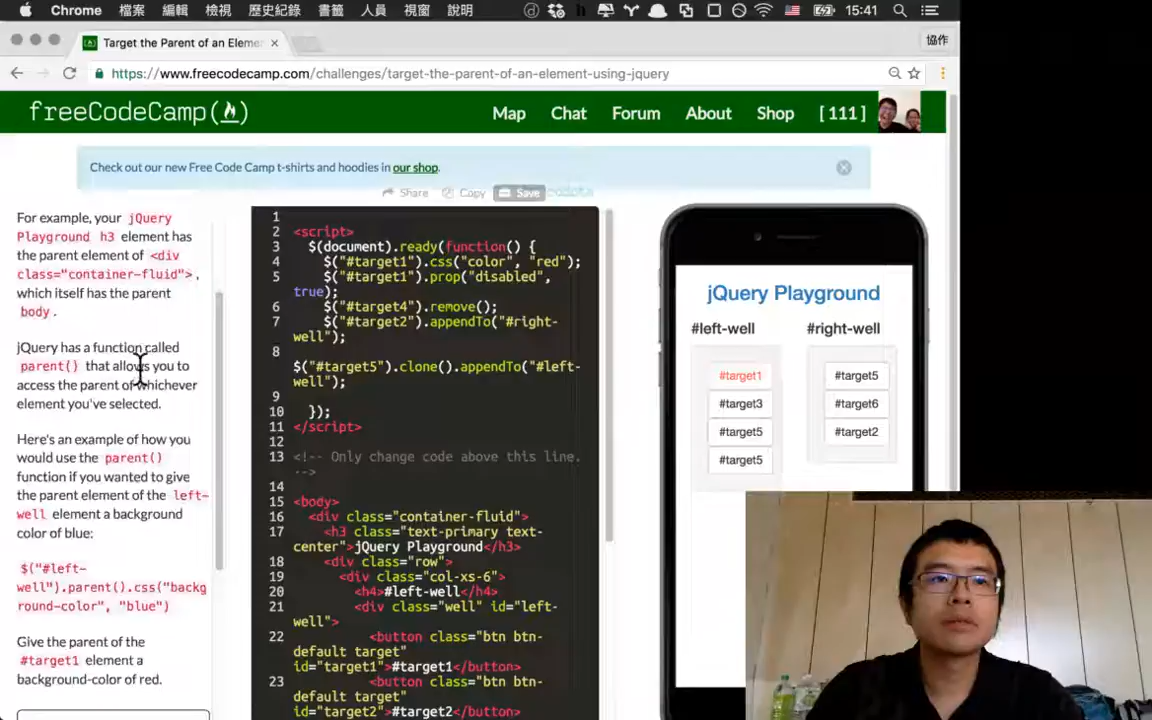 Chrome 檔案 編輯 檢視 歷史紀錄 書籤 人員 視窗 說明 15:41
Target the Parent of an Eleme
協作
https://www.freecodecamp.com/challenges/target-the-parent-of-an-element-using-jquery
freeCodeCamp Map Chat Forum About Shop [ 111 ]
Check out our new Free Code Camp t-shirts and hoodies in our shop.
Share Copy Save
For example, your jQuery
Playground h3 element has
the parent element of <div
class="container-fluid">,
which itself has the parent
body.
jQuery has a function called
parent() that allows you to
access the parent of whichever
element you've selected.
Here's an example of how you
would use the parent()
function if you wanted to give
the parent element of the left-
well element a background
color of blue:
$("#left-
well").parent().css("backg
round-color", "blue")
Give the parent of the
#target1 element a
background-color of red.
1
2 <script>
3 $(document).ready(function() {
4 $("#target1").css("color", "red");
5 $("#target1").prop("disabled",
true);
6 $("#target4").remove();
7 $("#target2").appendTo("#right-
well");
8
$("#target5").clone().appendTo("#left-
well");
9
10 });
11 </script>
12
13 <!-- Only change code above this line.
-->
14
15 <body>
16 <div class="container-fluid">
17 <h3 class="text-primary text-
center">jQuery Playground</h3>
18 <div class="row">
19 <div class="col-xs-6">
20 <h4>#left-well</h4>
21 <div class="well" id="left-
well">
22 <button class="btn btn-
default target"
id="target1">#target1</button>
23 <button class="btn btn-
default target"
id="target2">#target2</button>
jQuery Playground
#left-well #right-well
#target1 #target5
#target3 #target6
#target5 #target2
#target5